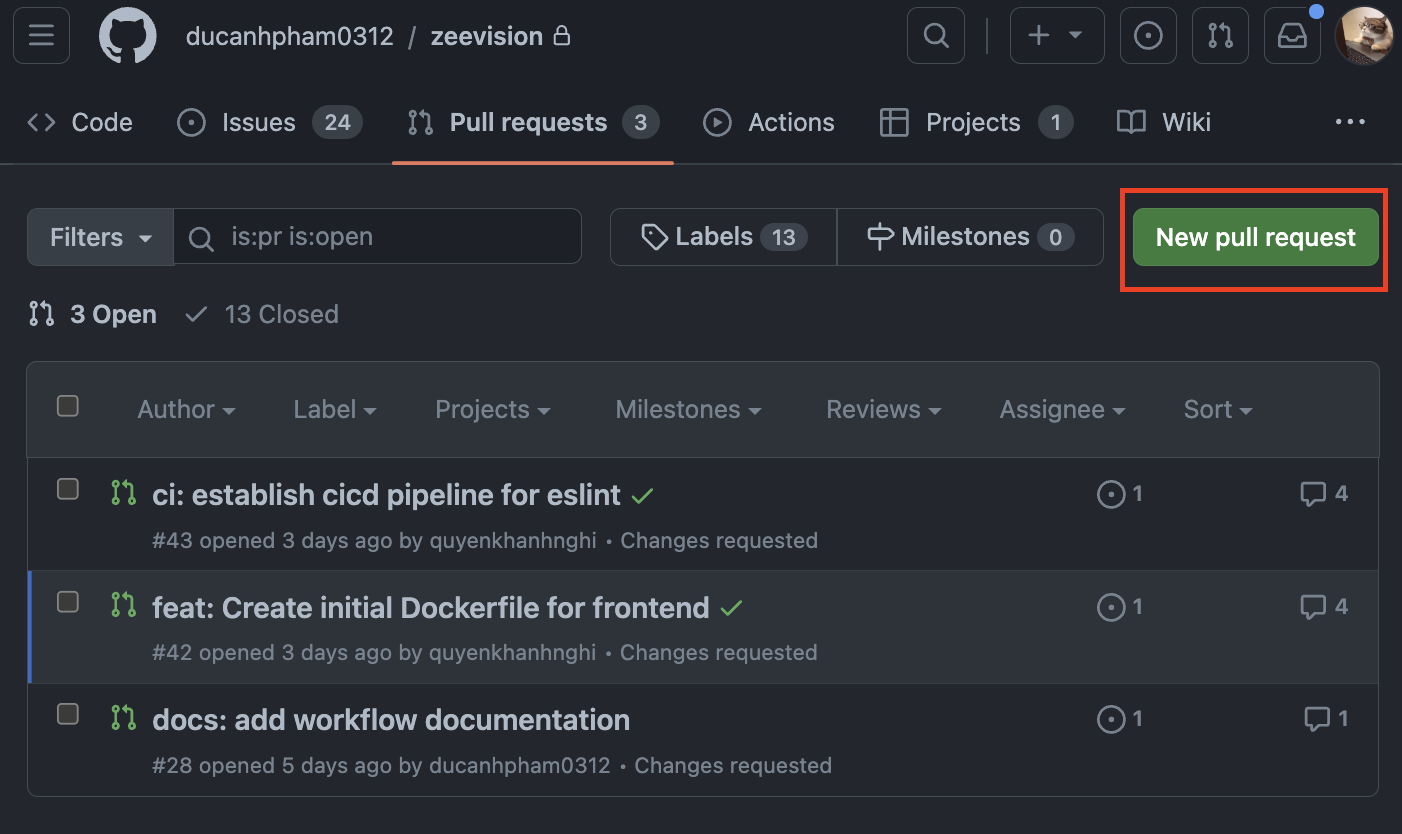 ducanhpham0312 / zeevision
Code Issues 24 Pull requests 3 Actions Projects 1 Wiki
Filters is:pr is:open Labels 13 Milestones 0 New pull request
3 Open 13 Closed
Author Label Projects Milestones Reviews Assignee Sort
ci: establish cicd pipeline for eslint 1 4
#43 opened 3 days ago by quyenkhanhnghi • Changes requested
feat: Create initial Dockerfile for frontend 1 4
#42 opened 3 days ago by quyenkhanhnghi • Changes requested
docs: add workflow documentation 1 1
#28 opened 5 days ago by ducanhpham0312 • Changes requested